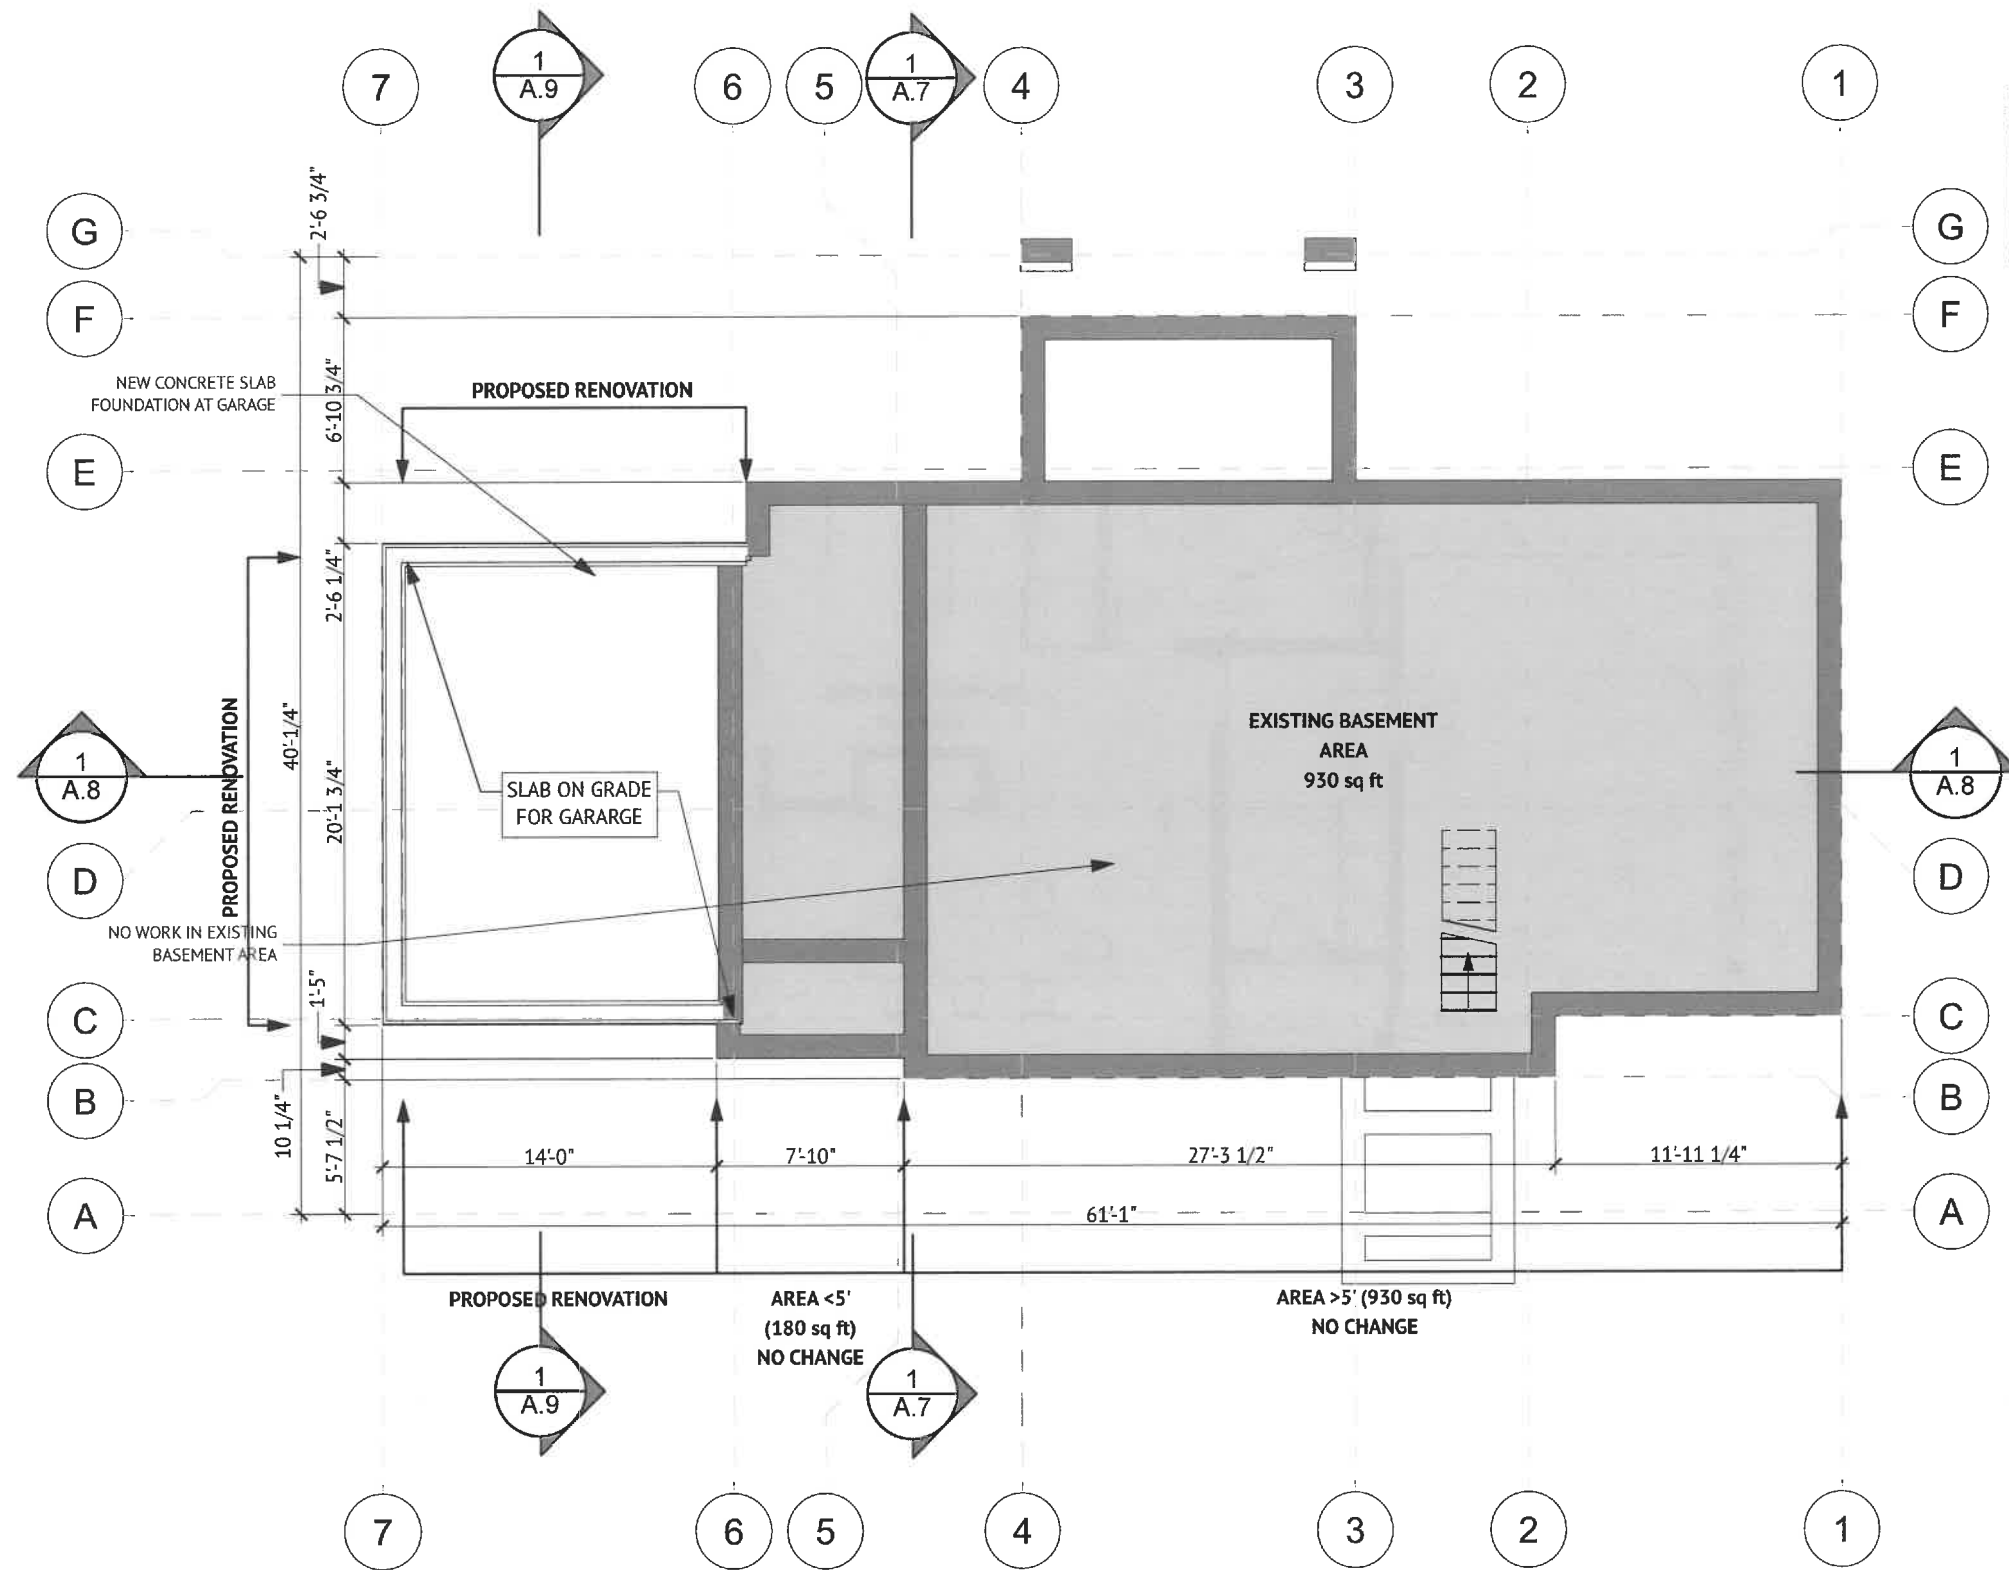 7
1
A.9
6
5
1
A.7
4
3
2
1
G
2'-6 3/4"
G
F
F
NEW CONCRETE SLAB
FOUNDATION AT GARAGE
6'-10 3/4"
PROPOSED RENOVATION
E
E
2'-6 1/4"
PROPOSED RENOVATION
40'-1/4"
20'-1 3/4"
EXISTING BASEMENT
AREA
930 sq ft
1
A.8
SLAB ON GRADE
FOR GARARGE
1
A.8
D
D
NO WORK IN EXISTING
BASEMENT AREA
1'-5"
C
C
B
B
10 1/4"
5'-7 1/2"
14'-0"
7'-10"
27'-3 1/2"
11'-11 1/4"
A
61'-1"
A
PROPOSED RENOVATION
AREA <5'
(180 sq ft)
NO CHANGE
AREA >5' (930 sq ft)
NO CHANGE
1
A.9
1
A.7
7
6
5
4
3
2
1